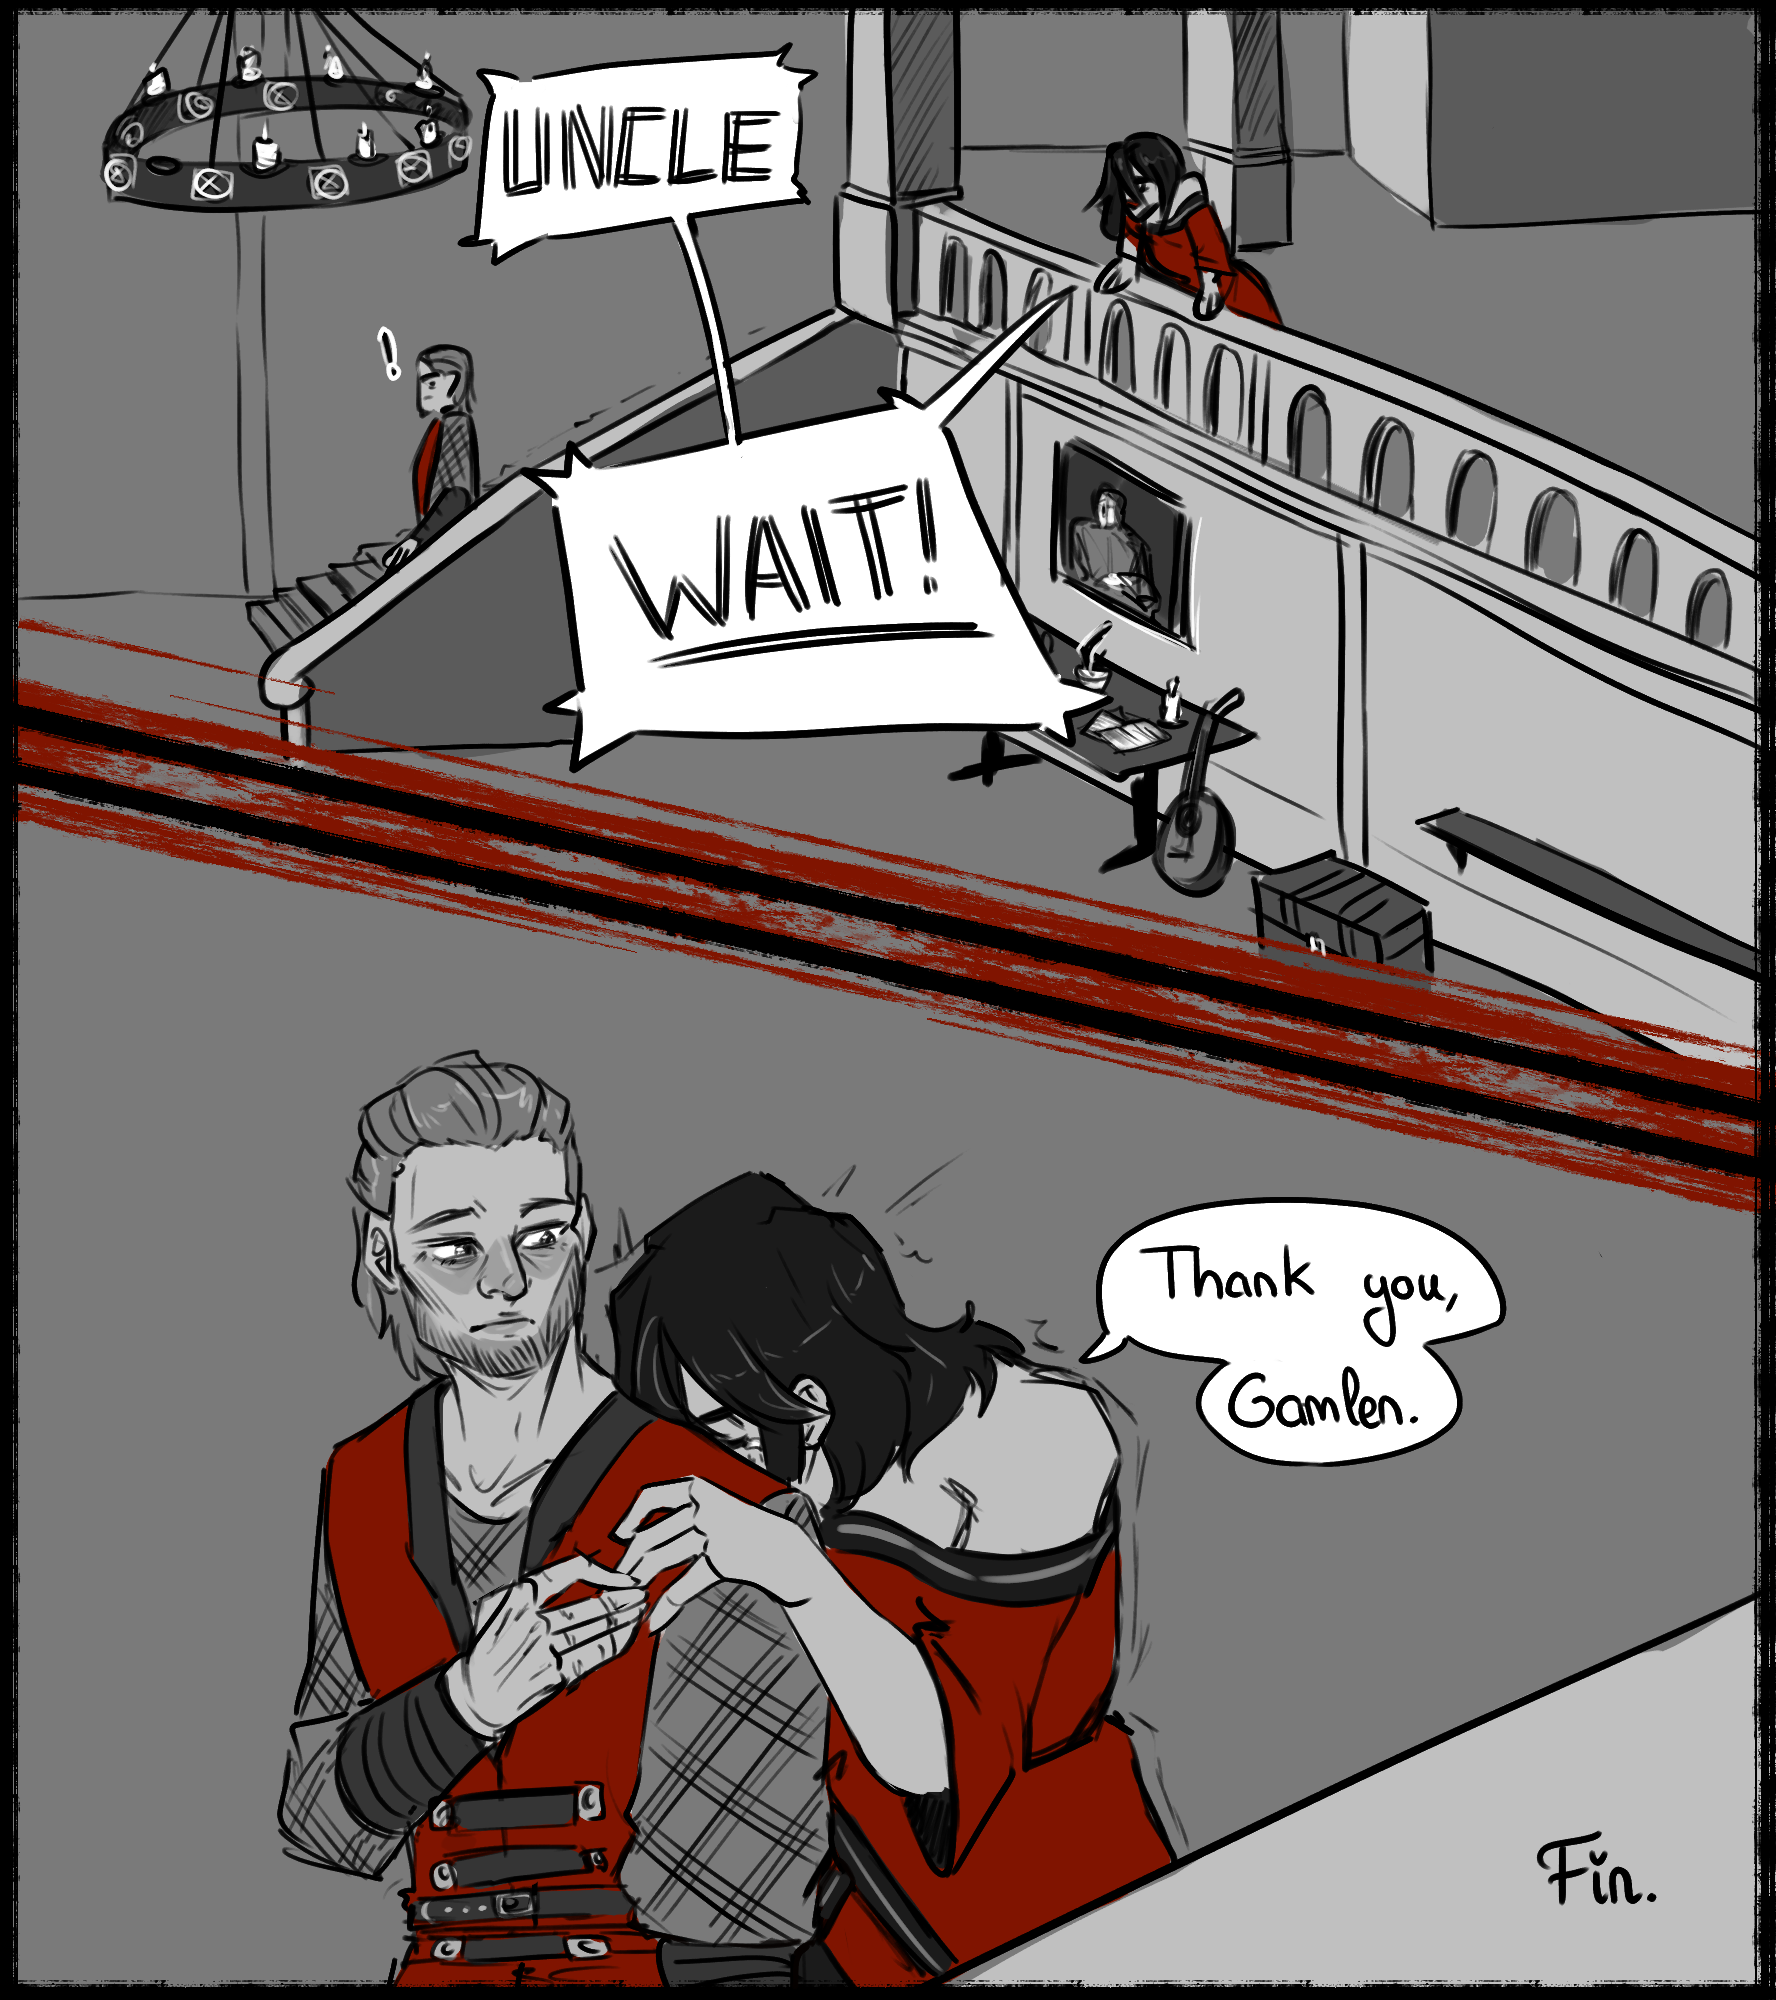 UNCLE
!
WAIT!
Thank you,
Gamlen.
Fin.